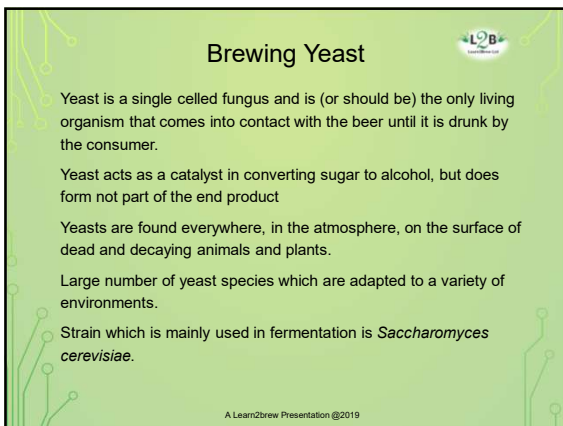 Brewing Yeast
L2B
Learn2Brew Ltd
Yeast is a single celled fungus and is (or should be) the only living
organism that comes into contact with the beer until it is drunk by
the consumer.
Yeast acts as a catalyst in converting sugar to alcohol, but does
form not part of the end product
Yeasts are found everywhere, in the atmosphere, on the surface of
dead and decaying animals and plants.
Large number of yeast species which are adapted to a variety of
environments.
Strain which is mainly used in fermentation is Saccharomyces
cerevisiae.
A Learn2brew Presentation @2019